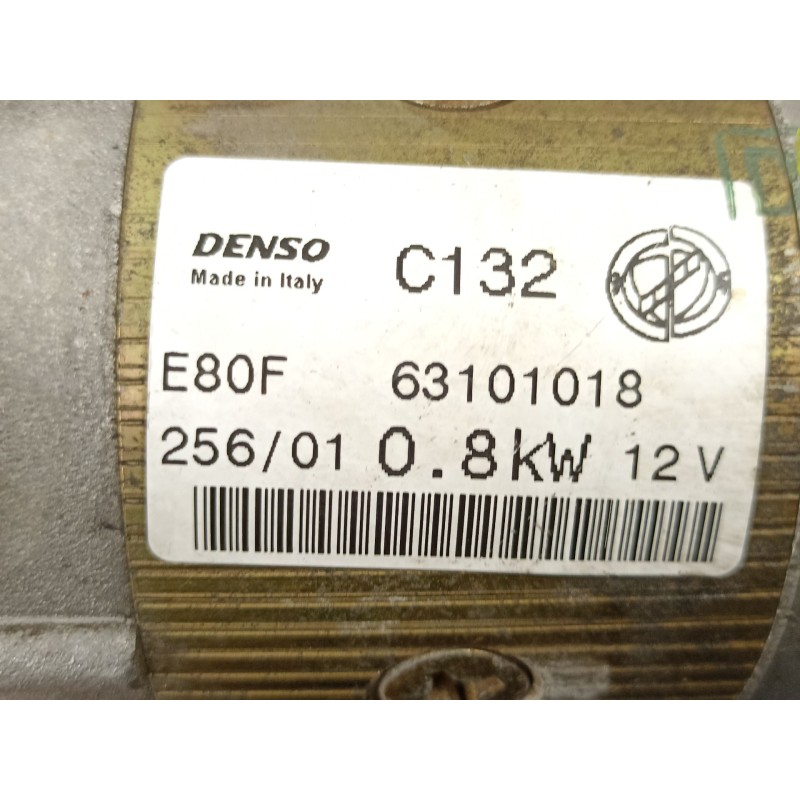 DENSO
Made in Italy
C132
E80F 63101018
256/01 0.8kW 12V